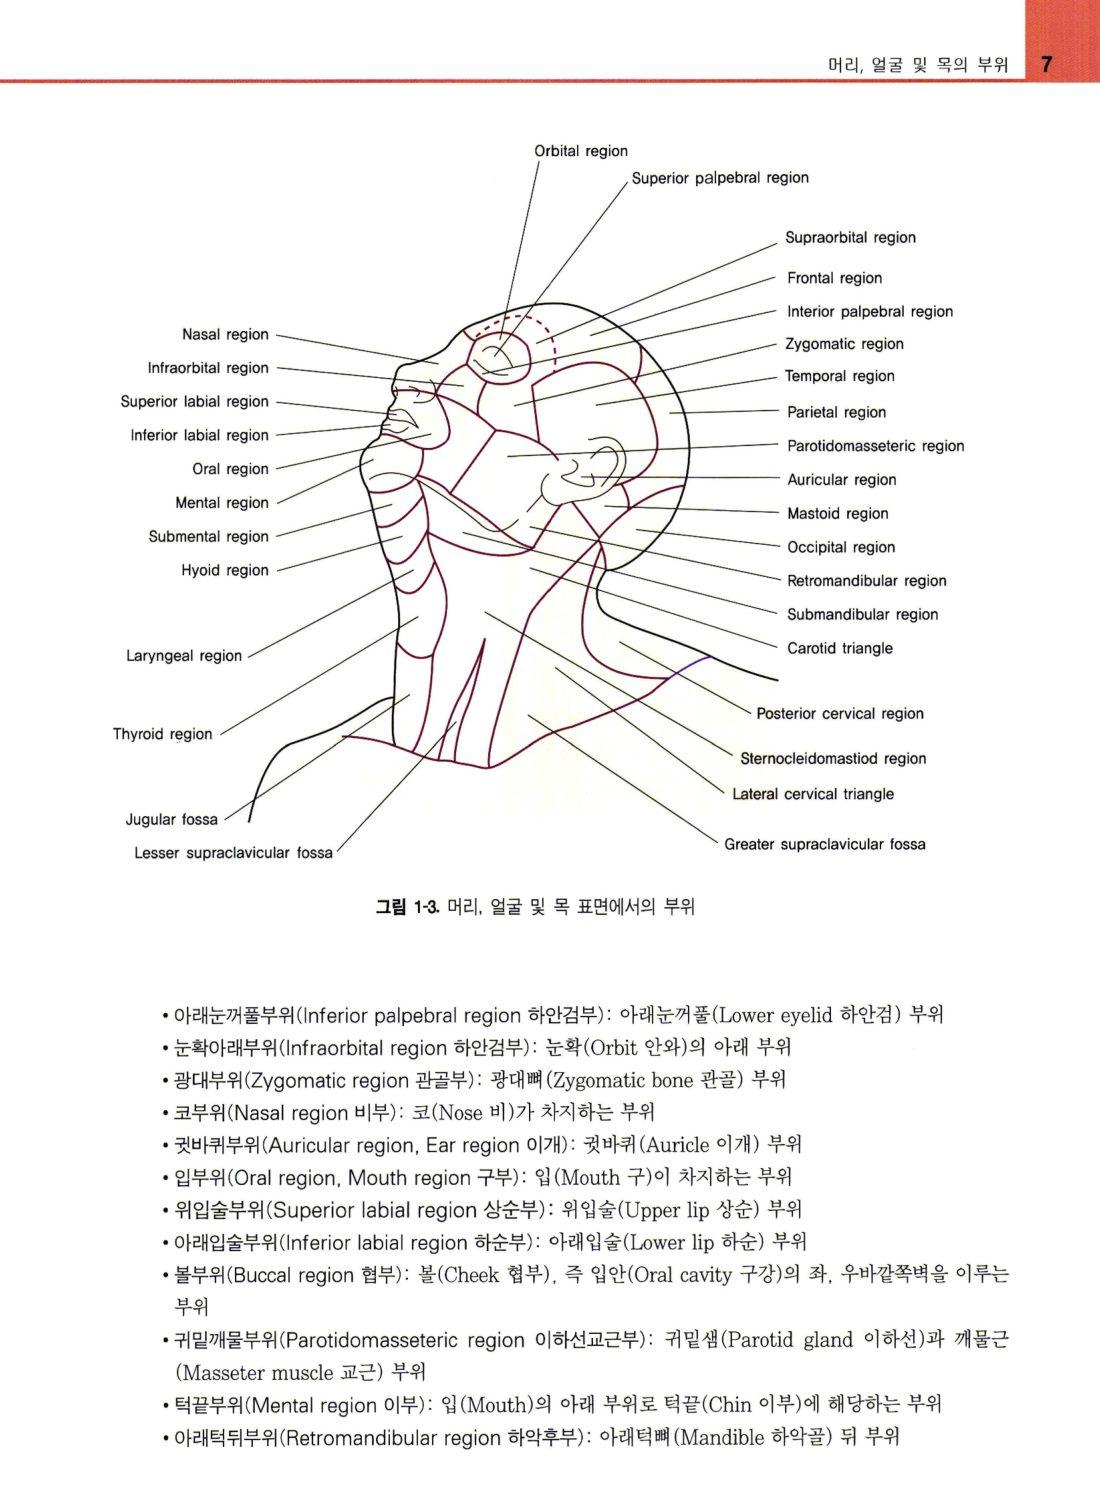 머리, 얼굴 및 목의 부위 7
Orbital region
Superior palpebral region
Supraorbital region
Frontal region
Interior palpebral region
Zygomatic region
Temporal region
Parietal region
Parotidomasseteric region
Auricular region
Mastoid region
Occipital region
Retromandibular region
Submandibular region
Carotid triangle
Posterior cervical region
Sternocleidomastiod region
Lateral cervical triangle
Greater supraclavicular fossa
Nasal region
Infraorbital region
Superior labial region
Inferior labial region
Oral region
Mental region
Submental region
Hyoid region
Laryngeal region
Thyroid region
Jugular fossa
Lesser supraclavicular fossa
그림 1-3. 머리, 얼굴 및 목 표면에서의 부위
• 아래눈꺼풀부위(Inferior palpebral region 하안검부): 아래눈꺼풀(Lower eyelid 하안검) 부위
• 눈확아래부위(Infraorbital region 하안검부): 눈확(Orbit 안와)의 아래 부위
• 광대부위(Zygomatic region 관골부): 광대뼈(Zygomatic bone 관골) 부위
• 코부위(Nasal region 비부): 코(Nose 비)가 차지하는 부위
• 귓바퀴부위(Auricular region, Ear region 이개): 귓바퀴(Auricle 이개) 부위
• 입부위(Oral region, Mouth region 구부): 입(Mouth 구)이 차지하는 부위
• 위입술부위(Superior labial region 상순부): 위입술(Upper lip 상순) 부위
• 아래입술부위(Inferior labial region 하순부): 아래입술(Lower lip 하순) 부위
• 볼부위(Buccal region 협부): 볼(Cheek 협부), 즉 입안(Oral cavity 구강)의 좌, 우바깥쪽벽을 이루는
부위
• 귀밑깨물부위(Parotidomasseteric region 이하선교근부): 귀밑샘(Parotid gland 이하선)과 깨물근
(Masseter muscle 교근) 부위
• 턱끝부위(Mental region 이부): 입(Mouth)의 아래 부위로 턱끝(Chin 이부)에 해당하는 부위
• 아래턱뒤부위(Retromandibular region 하악후부): 아래턱뼈(Mandible 하악골) 뒤 부위